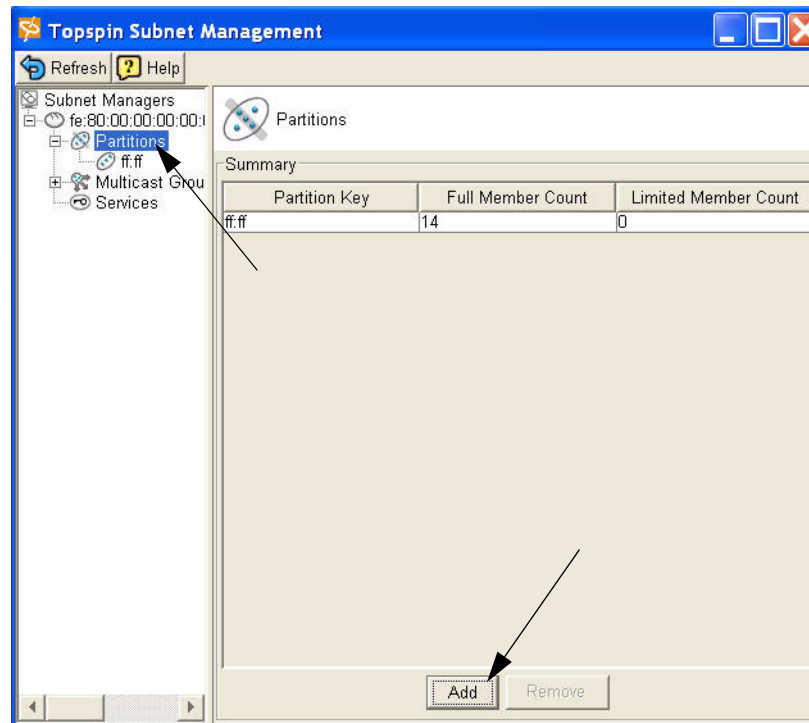 Topspin Subnet Management
Refresh Help
Subnet Managers
fe:80:00:00:00:00:
Partitions
ff:ff
Multicast Grou
Services
Partitions
Summary
Partition Key Full Member Count Limited Member Count
ff:ff 14 0
Add Remove